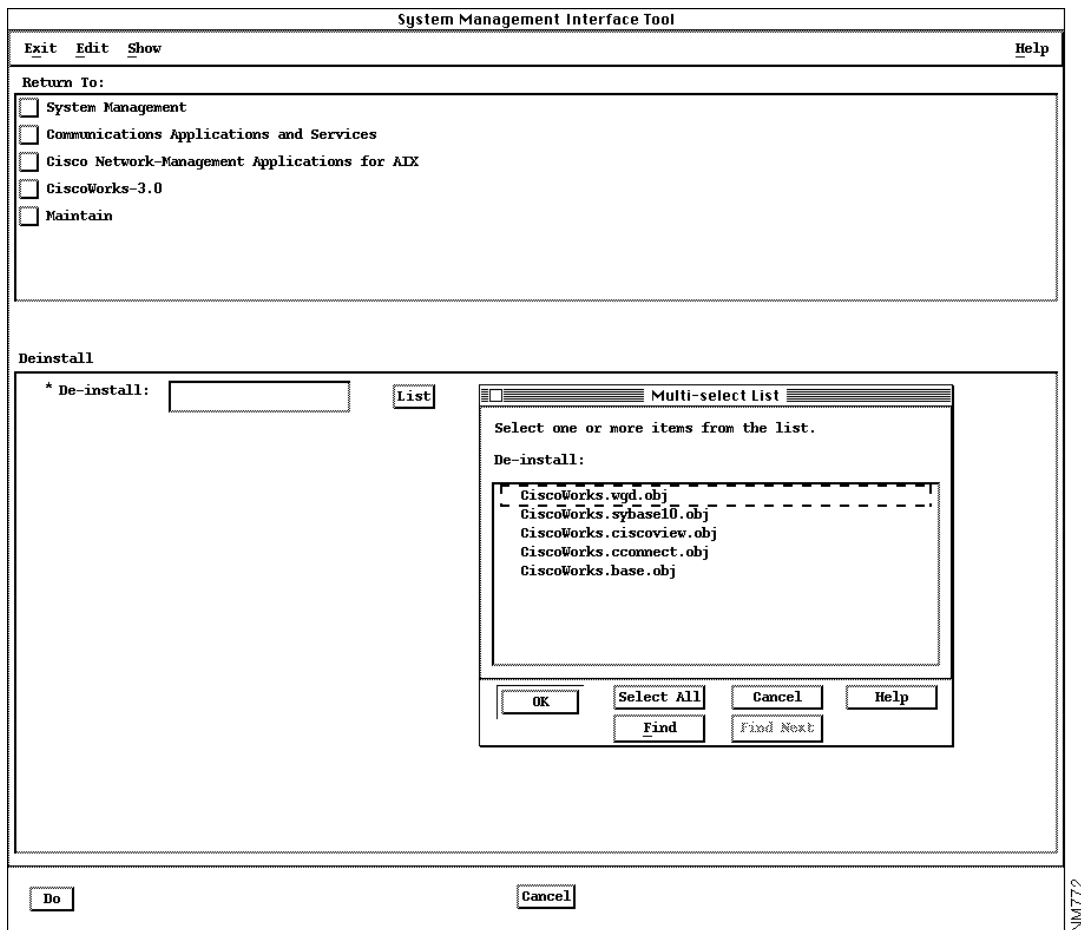 System Management Interface Tool
Exit Edit Show Help
Return To:
System Management
Communications Applications and Services
Cisco Network-Management Applications for AIX
CiscoWorks-3.0
Maintain
Deinstall
* De-install:
List
Multi-select List
Select one or more items from the list.
De-install:
CiscoWorks.wgd.obj
CiscoWorks.sybase10.obj
CiscoWorks.ciscoview.obj
CiscoWorks.cconnect.obj
CiscoWorks.base.obj
OK Select All Cancel Help
Find Find Next
Do Cancel
NM772